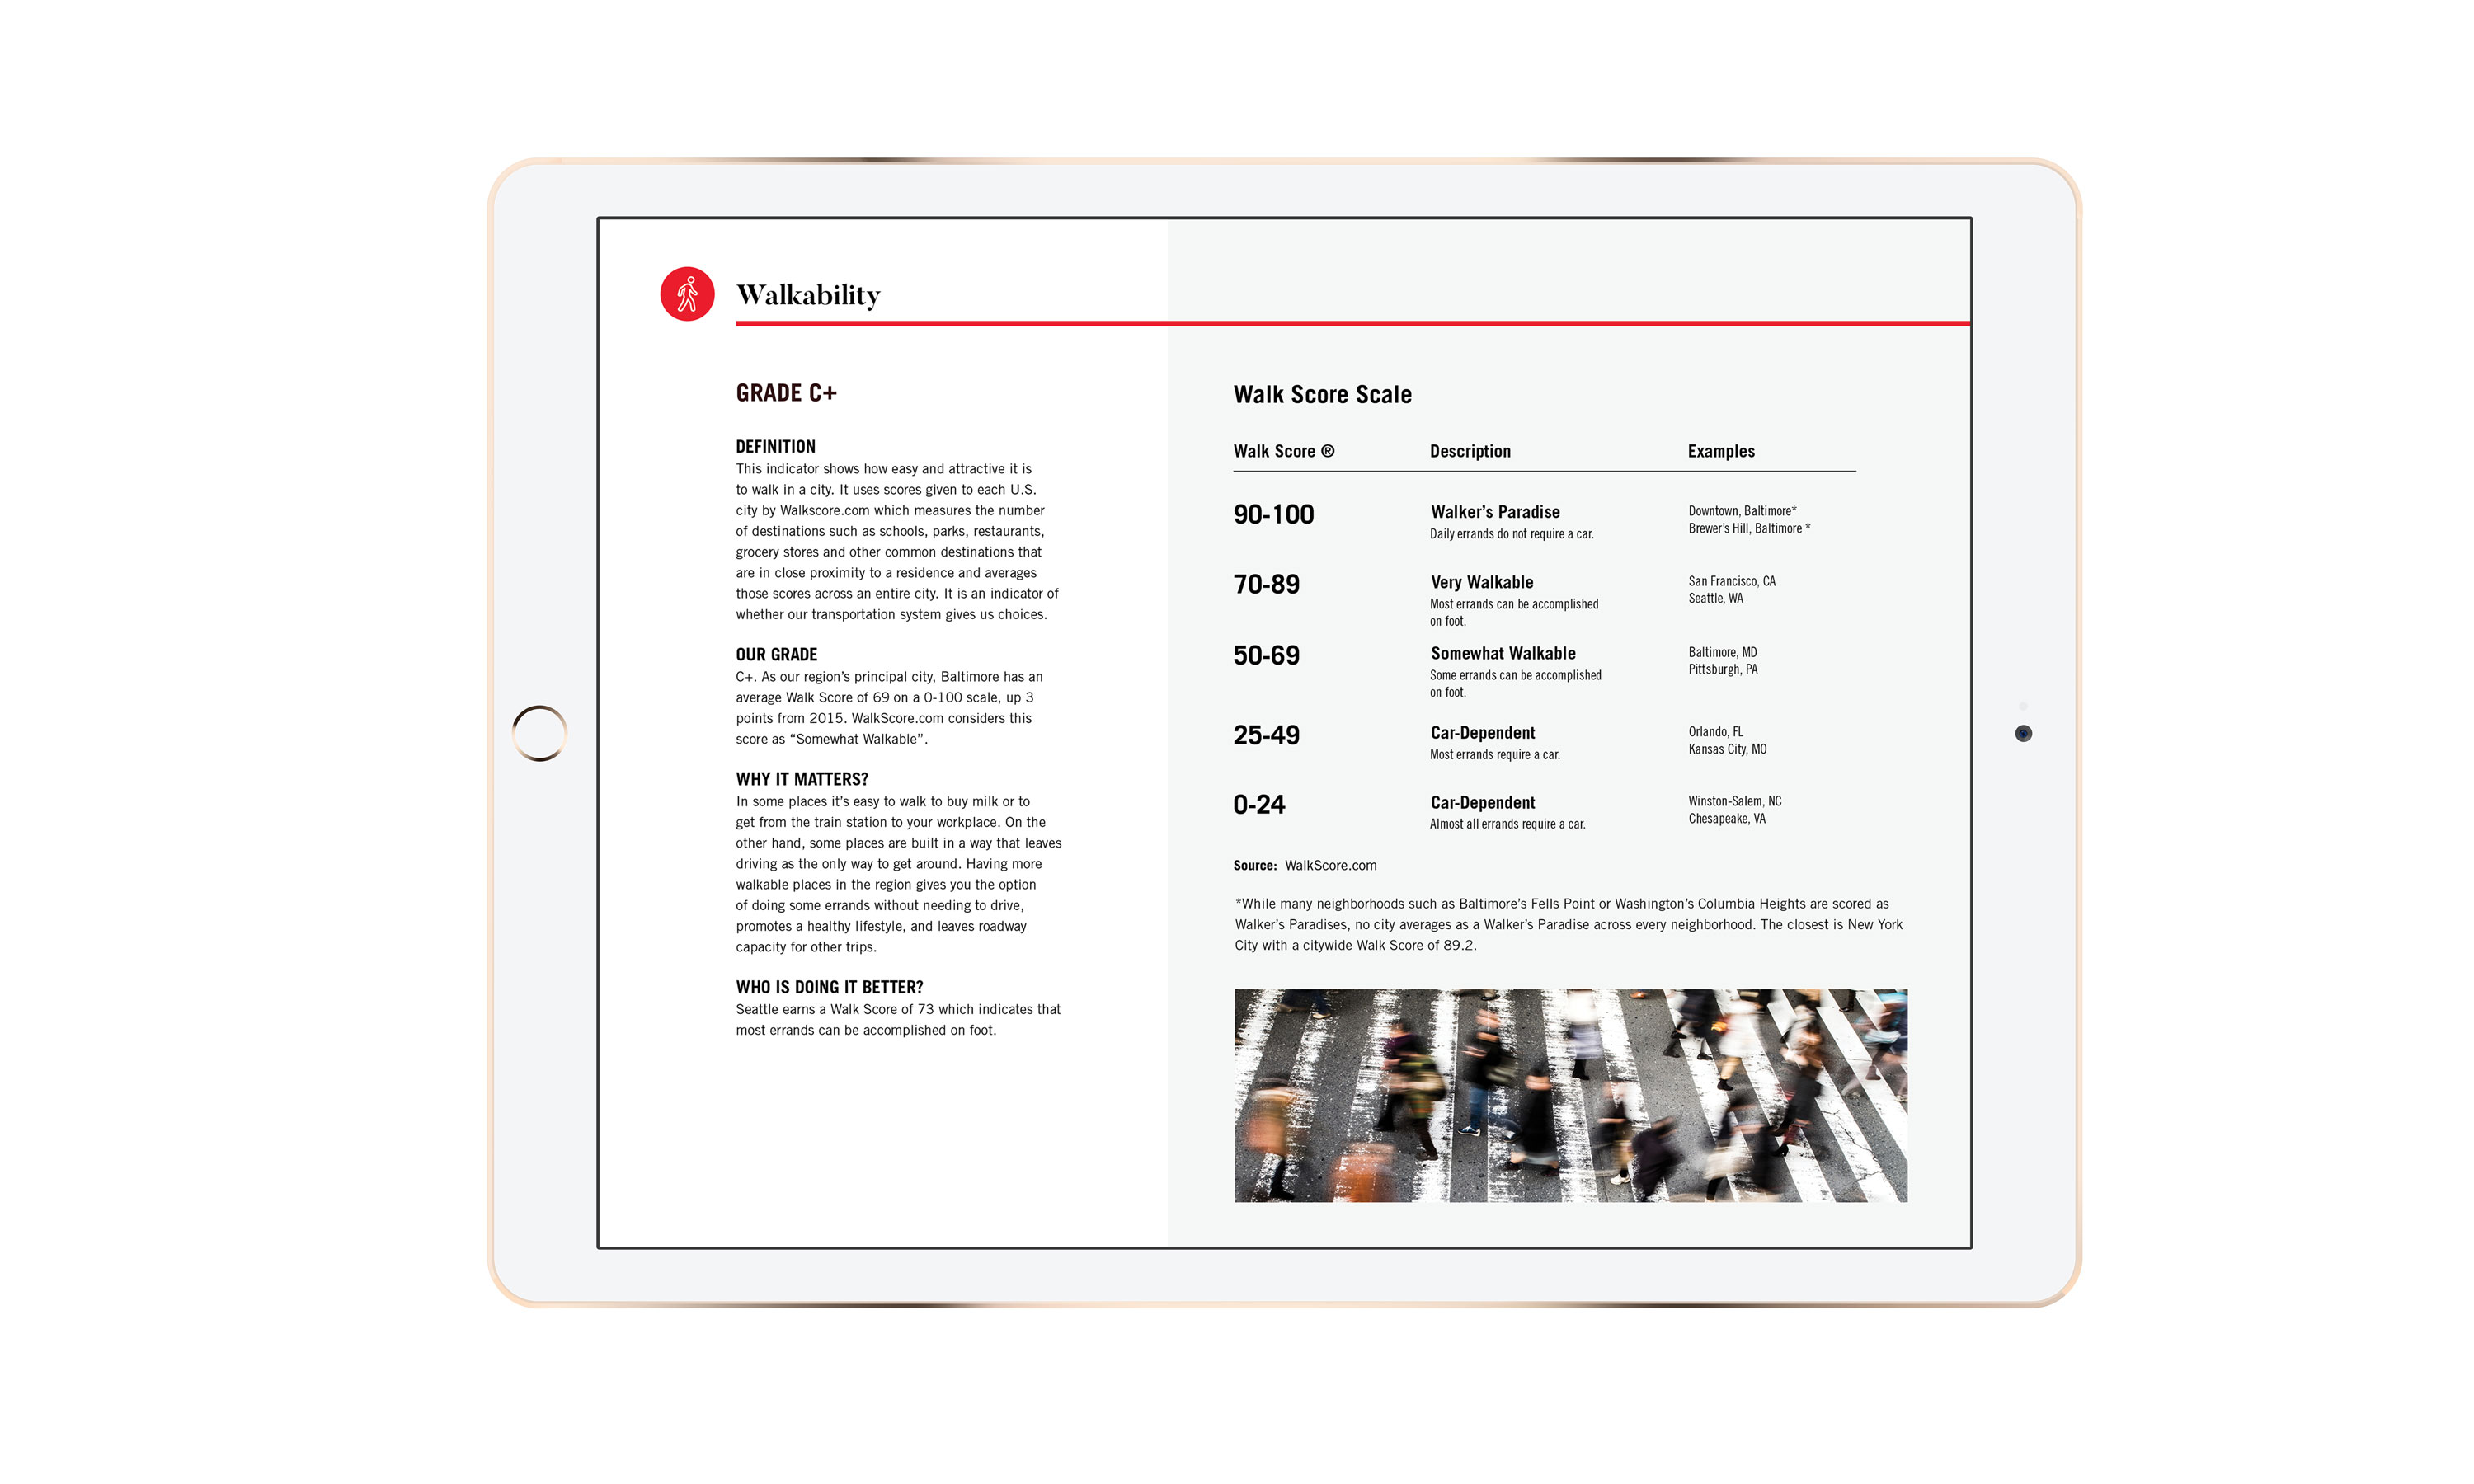 Walkability
GRADE C+
DEFINITION
This indicator shows how easy and attractive it is
to walk in a city. It uses scores given to each U.S.
city by Walkscore.com which measures the number
of destinations such as schools, parks, restaurants,
grocery stores and other common destinations that
are in close proximity to a residence and averages
those scores across an entire city. It is an indicator of
whether our transportation system gives us choices.
OUR GRADE
C+. As our region’s principal city, Baltimore has an
average Walk Score of 69 on a 0-100 scale, up 3
points from 2015. WalkScore.com considers this
score as “Somewhat Walkable”.
WHY IT MATTERS?
In some places it’s easy to walk to buy milk or to
get from the train station to your workplace. On the
other hand, some places are built in a way that leaves
driving as the only way to get around. Having more
walkable places in the region gives you the option
of doing some errands without needing to drive,
promotes a healthy lifestyle, and leaves roadway
capacity for other trips.
WHO IS DOING IT BETTER?
Seattle earns a Walk Score of 73 which indicates that
most errands can be accomplished on foot.
Walk Score Scale
Walk Score ® Description Examples
90-100 Walker’s Paradise Downtown, Baltimore*
Daily errands do not require a car. Brewer’s Hill, Baltimore *
70-89 Very Walkable San Francisco, CA
Most errands can be accomplished Seattle, WA
on foot.
50-69 Somewhat Walkable Baltimore, MD
Some errands can be accomplished Pittsburgh, PA
on foot.
25-49 Car-Dependent Orlando, FL
Most errands require a car. Kansas City, MO
0-24 Car-Dependent Winston-Salem, NC
Almost all errands require a car. Chesapeake, VA
Source: WalkScore.com
*While many neighborhoods such as Baltimore’s Fells Point or Washington’s Columbia Heights are scored as
Walker’s Paradises, no city averages as a Walker’s Paradise across every neighborhood. The closest is New York
City with a citywide Walk Score of 89.2.